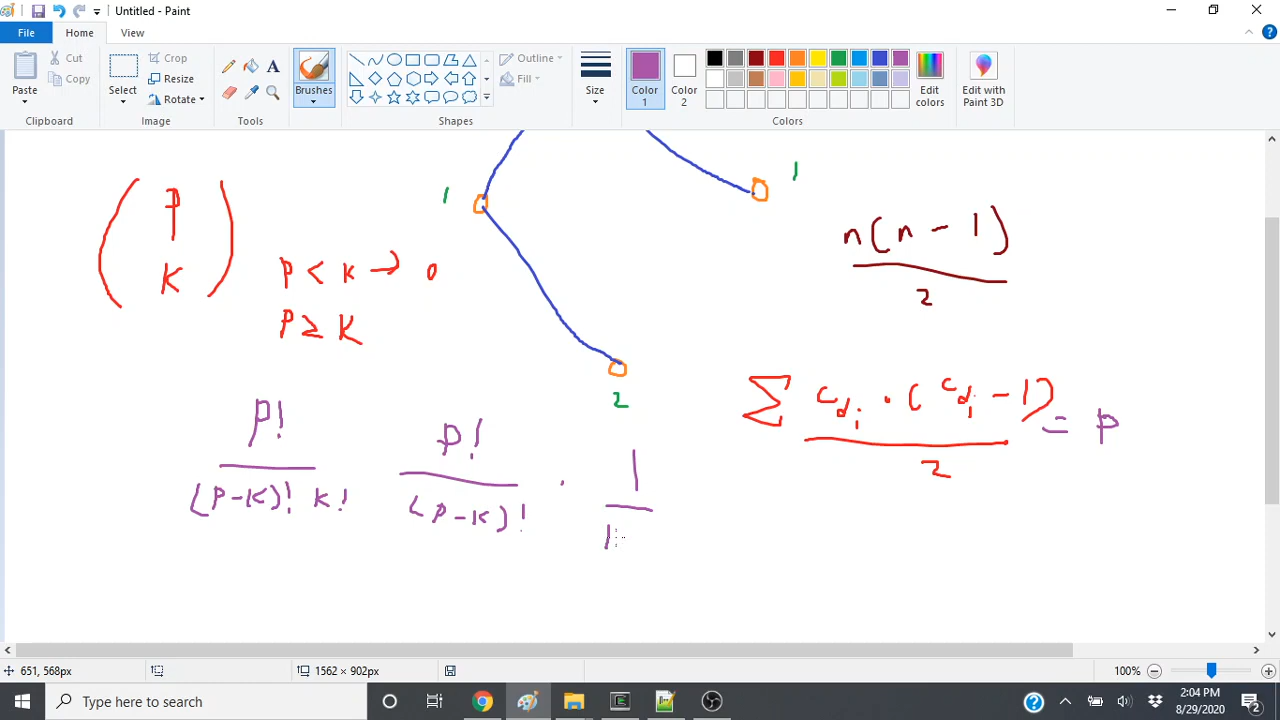 Untitled - Paint
File Home View
Paste
Cut
Copy
Clipboard
Select
Crop
Resize
Rotate
Image
Tools
Brushes
Shapes
Outline
Fill
Size
Color 1
Color 2
Edit colors
Edit with Paint 3D
Colors
1
1
2
( P K )
P < K → 0
P ≥ K
n(n - 1)
2
∑ cdi · (cdi - 1) = P
2
P!
(P-K)! K!
P!
(P-K)!
·
1
651, 568px
1562 × 902px
100%
Type here to search
2:04 PM
8/29/2020
2